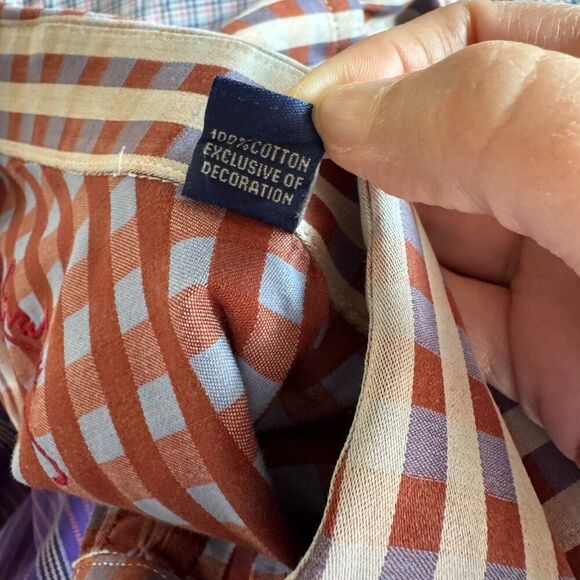 100% COTTON
EXCLUSIVE OF
DECORATION